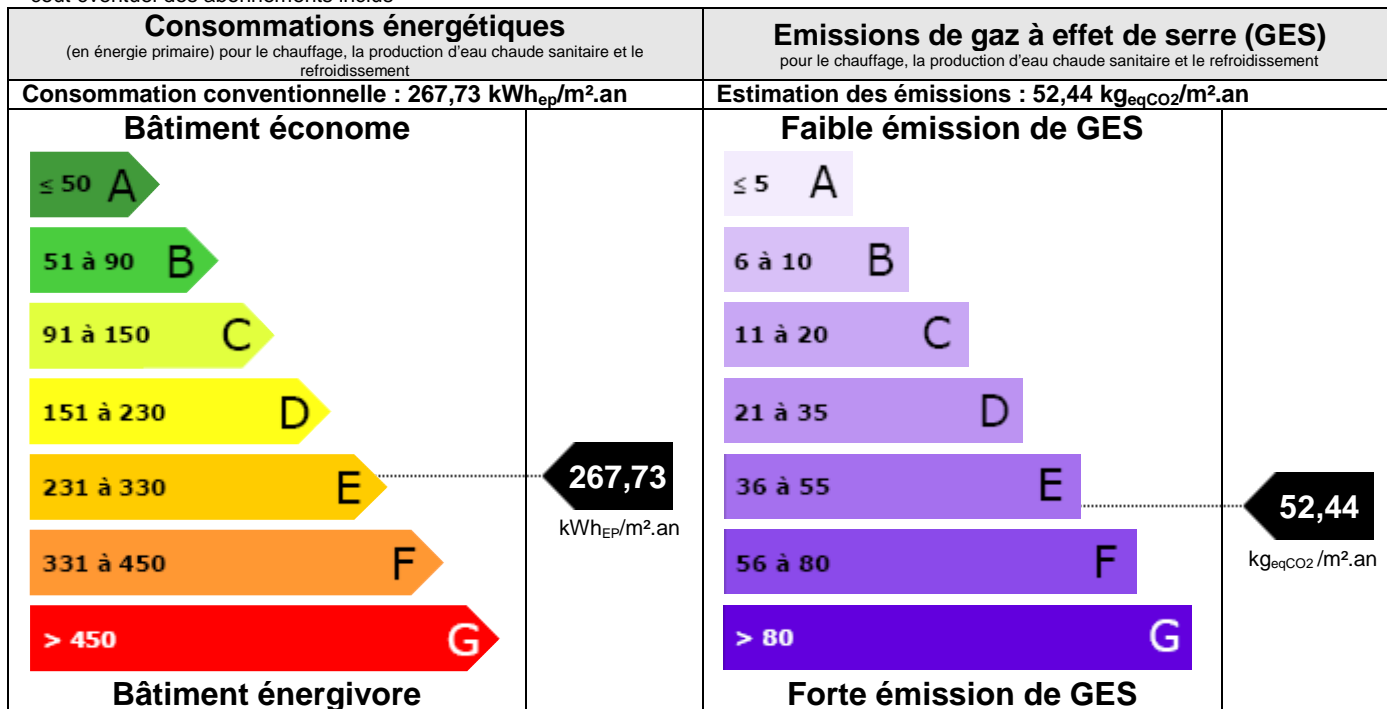 coût éventuel des abonnements inclus
Consommations énergétiques
(en énergie primaire) pour le chauffage, la production d'eau chaude sanitaire et le
refroidissement
Consommation conventionnelle : 267,73 kWhep/m².an
Bâtiment économe
≤ 50 A
51 à 90 B
91 à 150 C
151 à 230 D
231 à 330 E
331 à 450 F
> 450 G
267,73
kWhEP/m².an
Bâtiment énergivore
Emissions de gaz à effet de serre (GES)
pour le chauffage, la production d'eau chaude sanitaire et le refroidissement
Estimation des émissions : 52,44 kgeqCO2/m².an
Faible émission de GES
≤ 5 A
6 à 10 B
11 à 20 C
21 à 35 D
36 à 55 E
56 à 80 F
> 80 G
52,44
kgeqCO2 /m².an
Forte émission de GES